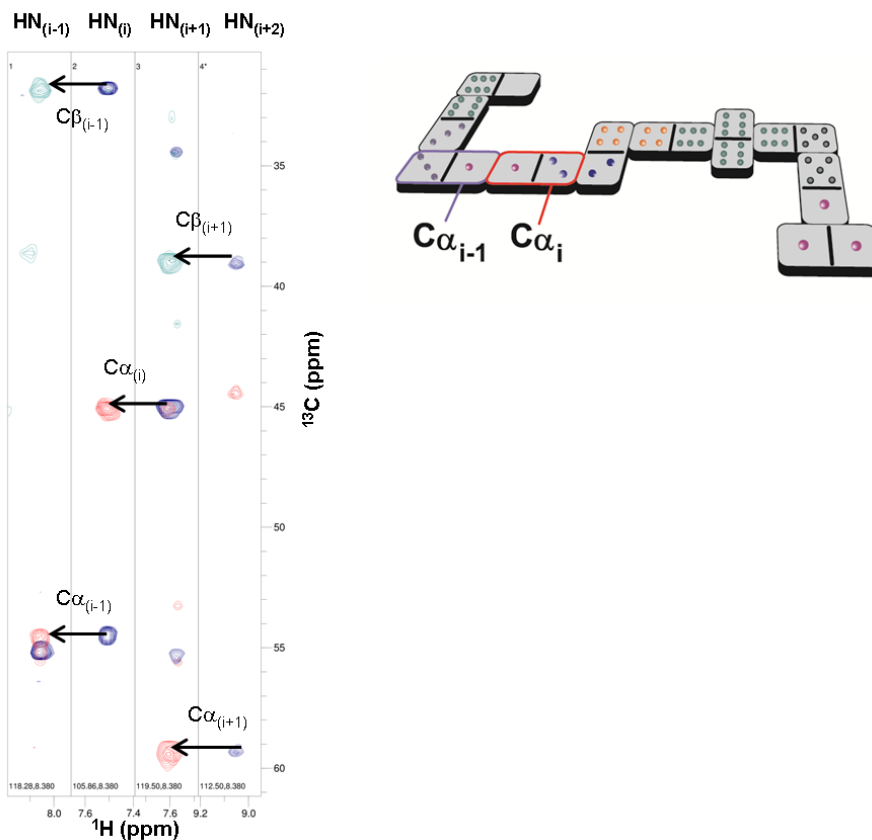 HN(i-1) HN(i) HN(i+1) HN(i+2)
1 2 3 4*
Cβ(i-1)
35
Cβ(i+1)
40
Cα(i)
45
13C (ppm)
50
Cα(i-1)
55
Cα(i+1)
60
118.28,8.380 105.86,8.380 119.50,8.380 112.50,8.380
8.0 7.6 7.4 7.6 9.2 9.0
1H (ppm)
Cαi-1 Cαi